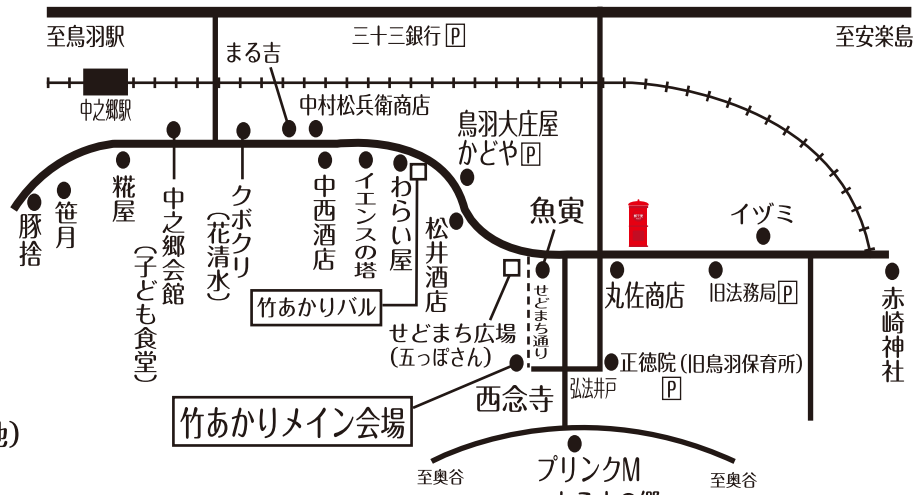 至鳥羽駅
三十三銀行 P
至安楽島
まる吉
中之郷駅
中村松兵衛商店
鳥羽大庄屋
かどや P
豚捨
笹月
糀屋
中之郷会館
(子ども食堂)
クボクリ
(花清水)
中西酒店
イエンスの塔
わらい屋
松井酒店
魚寅
イヅミ
竹あかりバル
せどまち広場
(五っぽさん)
せどまち通り
丸佐商店
旧法務局 P
赤崎神社
西念寺
弘法井戸
正徳院(旧鳥羽保育所)
P
竹あかりメイン会場
至奥谷
プリンクM
至奥谷